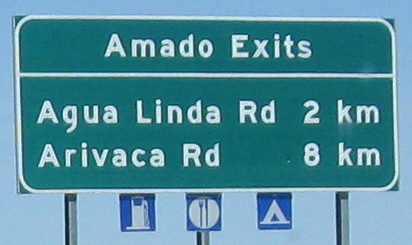 Amado Exits
Agua Linda Rd 2 km
Arivaca Rd 8 km